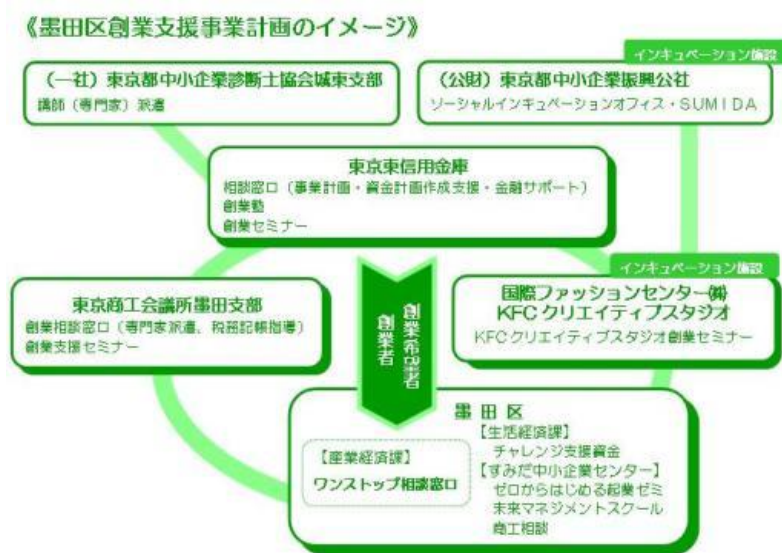 《墨田区創業支援事業計画のイメージ》
インキュベーション施設
（一社）東京都中小企業診断士協会城東支部
講師（専門家）派遣
（公財）東京都中小企業振興公社
ソーシャルインキュベーションオフィス・SUMIDA
東京東信用金庫
相談窓口（事業計画・資金計画作成支援・金融サポート）
創業塾
創業セミナー
東京商工会議所墨田支部
創業相談窓口（専門家派遣、税務記帳指導）
創業支援セミナー
創業希望者
創業者
インキュベーション施設
国際ファッションセンター㈱
KFCクリエイティブスタジオ
KFCクリエイティブスタジオ創業セミナー
墨田区
【産業経済課】
ワンストップ相談窓口
【生活経済課】
チャレンジ支援資金
【すみだ中小企業センター】
ゼロからはじめる起業ゼミ
未来マネジメントスクール
商工相談